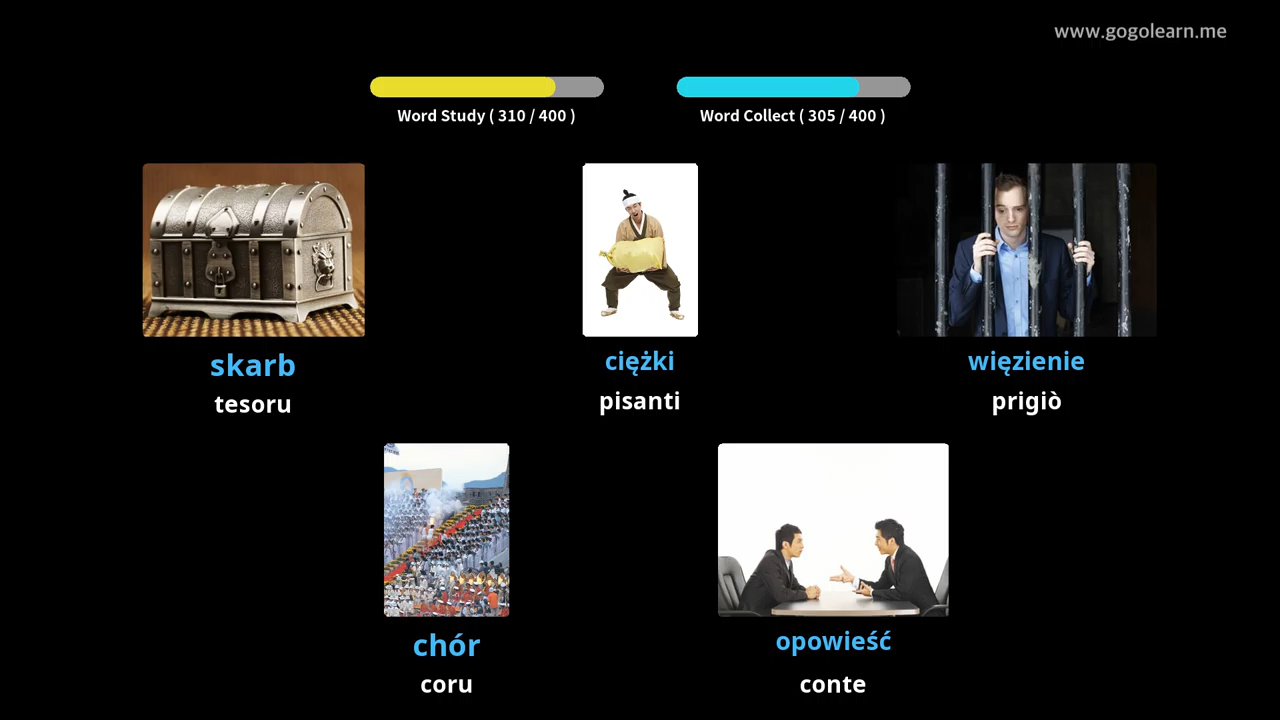 www.gogolearn.me
Word Study ( 310 / 400 )
Word Collect ( 305 / 400 )
skarb
tesoru
ciężki
pisanti
więzienie
prigiò
chór
coru
opowieść
conte